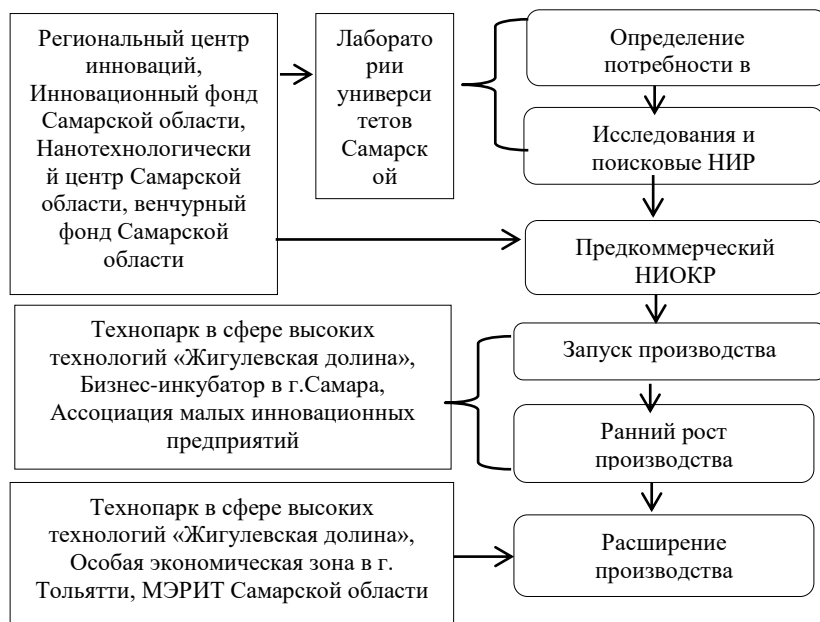 Региональный центр
инноваций,
Инновационный фонд
Самарской области,
Нанотехнологически
й центр Самарской
области, венчурный
фонд Самарской
области
Лаборато
рии
универси
тетов
Самарск
ой
Определение
потребности в
Исследования и
поисковые НИР
Предкоммерческий
НИОКР
Технопарк в сфере высоких
технологий «Жигулевская долина»,
Бизнес-инкубатор в г.Самара,
Ассоциация малых инновационных
предприятий
Запуск производства
Ранний рост
производства
Технопарк в сфере высоких
технологий «Жигулевская долина»,
Особая экономическая зона в г.
Тольятти, МЭРИТ Самарской области
Расширение
производства